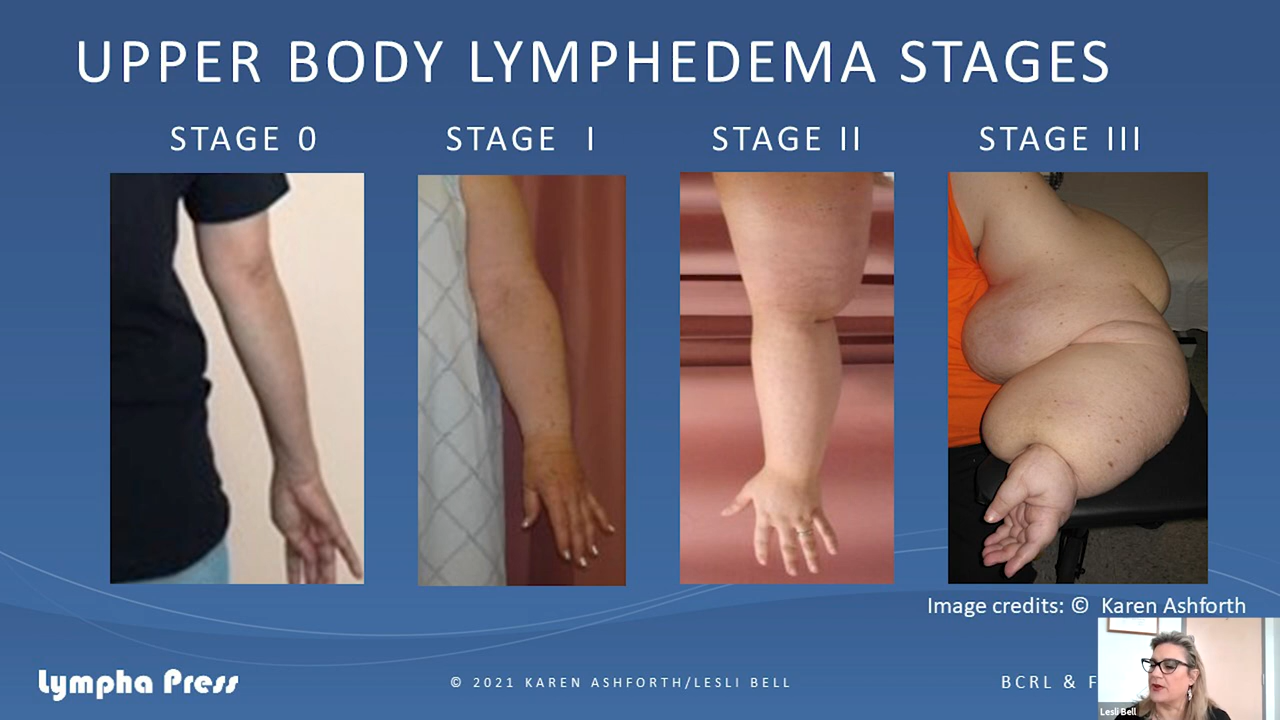 UPPER BODY LYMPHEDEMA STAGES
STAGE 0
STAGE I
STAGE II
STAGE III
Image credits: © Karen Ashforth
Lympha Press
© 2021 KAREN ASHFORTH/LESLI BELL
BCRL & F
Lesli Bell